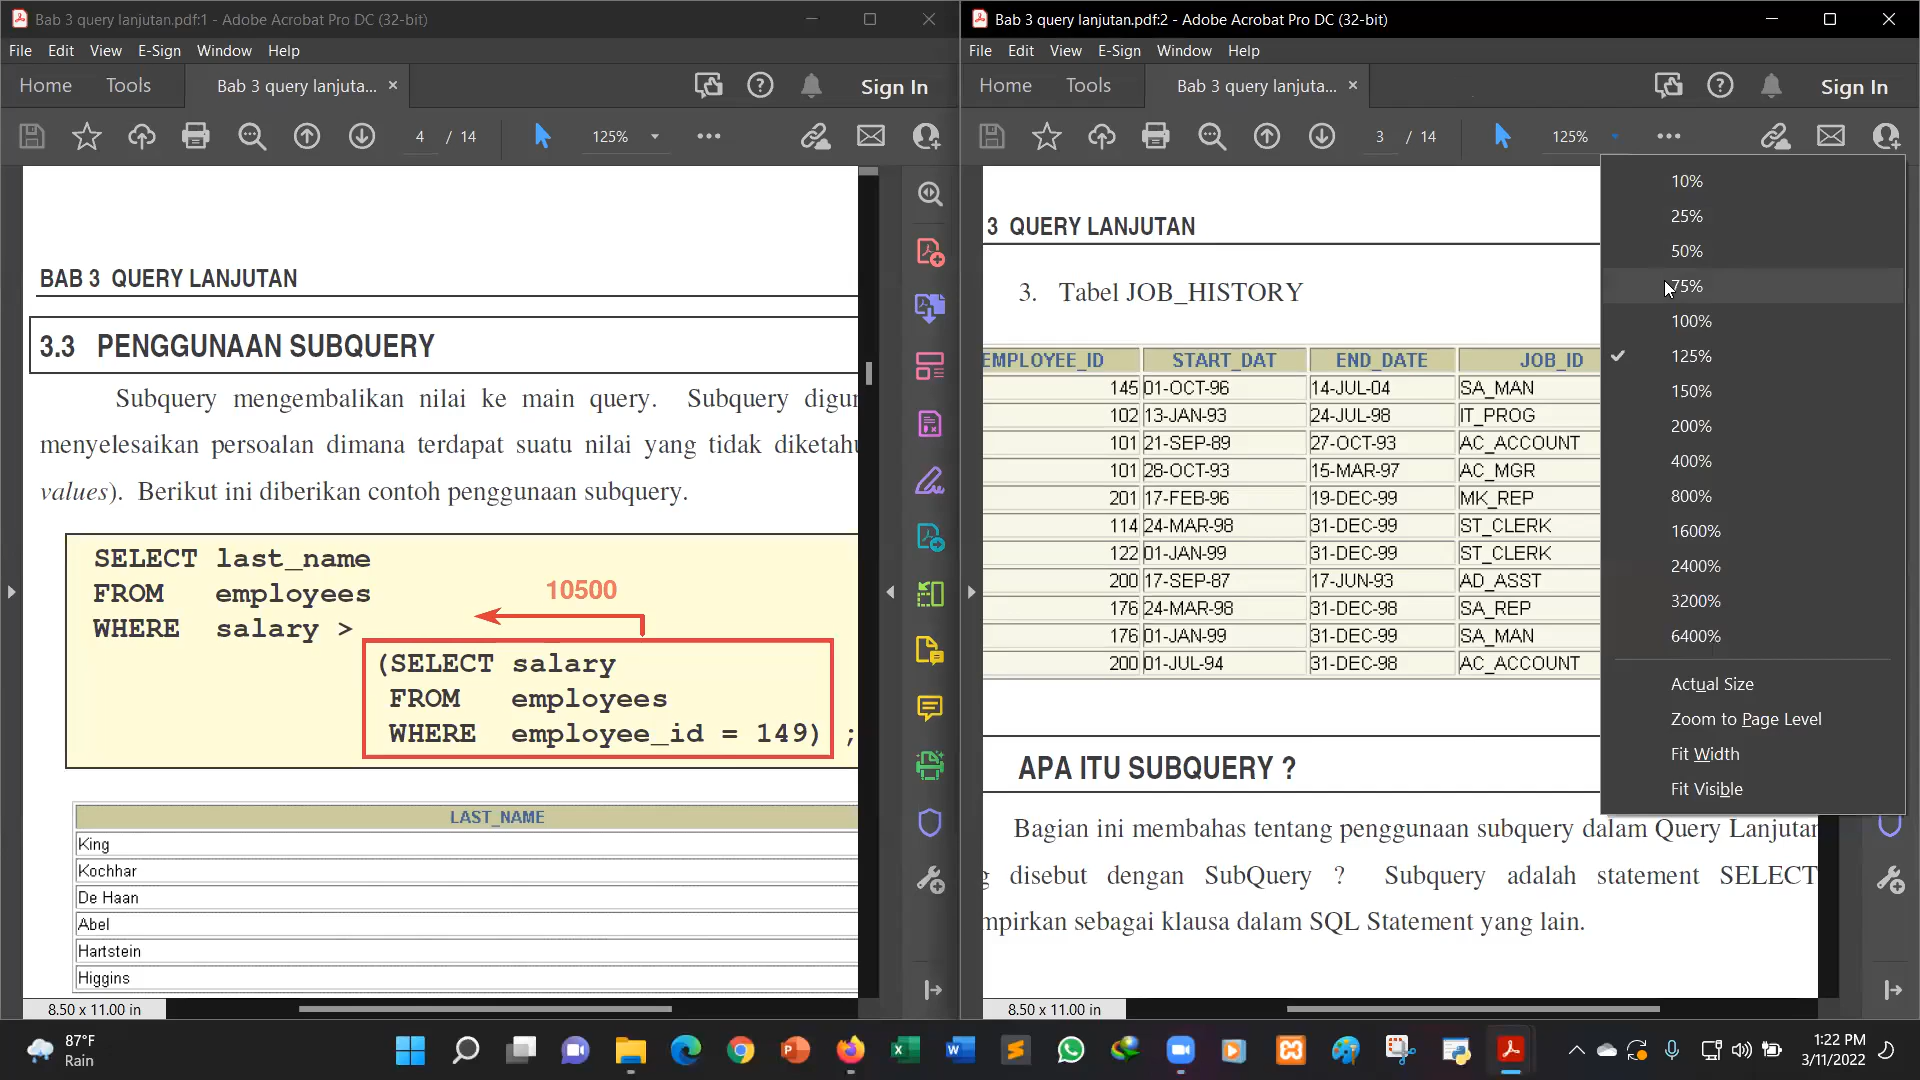 Bab 3 query lanjutan.pdf:1 - Adobe Acrobat Pro DC (32-bit)
File Edit View E-Sign Window Help
Home Tools Bab 3 query lanjuta... × Sign In
4 / 14 125%
BAB 3 QUERY LANJUTAN
3.3 PENGGUNAAN SUBQUERY
Subquery mengembalikan nilai ke main query. Subquery digu
menyelesaikan persoalan dimana terdapat suatu nilai yang tidak diketahu
values). Berikut ini diberikan contoh penggunaan subquery.
SELECT last_name
FROM employees
WHERE salary >
10500
(SELECT salary
FROM employees
WHERE employee_id = 149) ;
LAST_NAME
King
Kochhar
De Haan
Abel
Hartstein
Higgins
8.50 x 11.00 in
Bab 3 query lanjutan.pdf:2 - Adobe Acrobat Pro DC (32-bit)
File Edit View E-Sign Window Help
Home Tools Bab 3 query lanjuta... × Sign In
3 / 14 125%
3 QUERY LANJUTAN
3. Tabel JOB_HISTORY
EMPLOYEE_ID START_DAT END_DATE JOB_ID
145 01-OCT-96 14-JUL-04 SA_MAN
102 13-JAN-93 24-JUL-98 IT_PROG
101 21-SEP-89 27-OCT-93 AC_ACCOUNT
101 28-OCT-93 15-MAR-97 AC_MGR
201 17-FEB-96 19-DEC-99 MK_REP
114 24-MAR-98 31-DEC-99 ST_CLERK
122 01-JAN-99 31-DEC-99 ST_CLERK
200 17-SEP-87 17-JUN-93 AD_ASST
176 24-MAR-98 31-DEC-98 SA_REP
176 01-JAN-99 31-DEC-99 SA_MAN
200 01-JUL-94 31-DEC-98 AC_ACCOUNT
APA ITU SUBQUERY ?
Bagian ini membahas tentang penggunaan subquery dalam Query Lanjutan
g disebut dengan SubQuery ? Subquery adalah statement SELECT
mpirkan sebagai klausa dalam SQL Statement yang lain.
8.50 x 11.00 in
10%
25%
50%
75%
100%
125%
150%
200%
400%
800%
1600%
2400%
3200%
6400%
Actual Size
Zoom to Page Level
Fit Width
Fit Visible
87°F
Rain
1:22 PM
3/11/2022